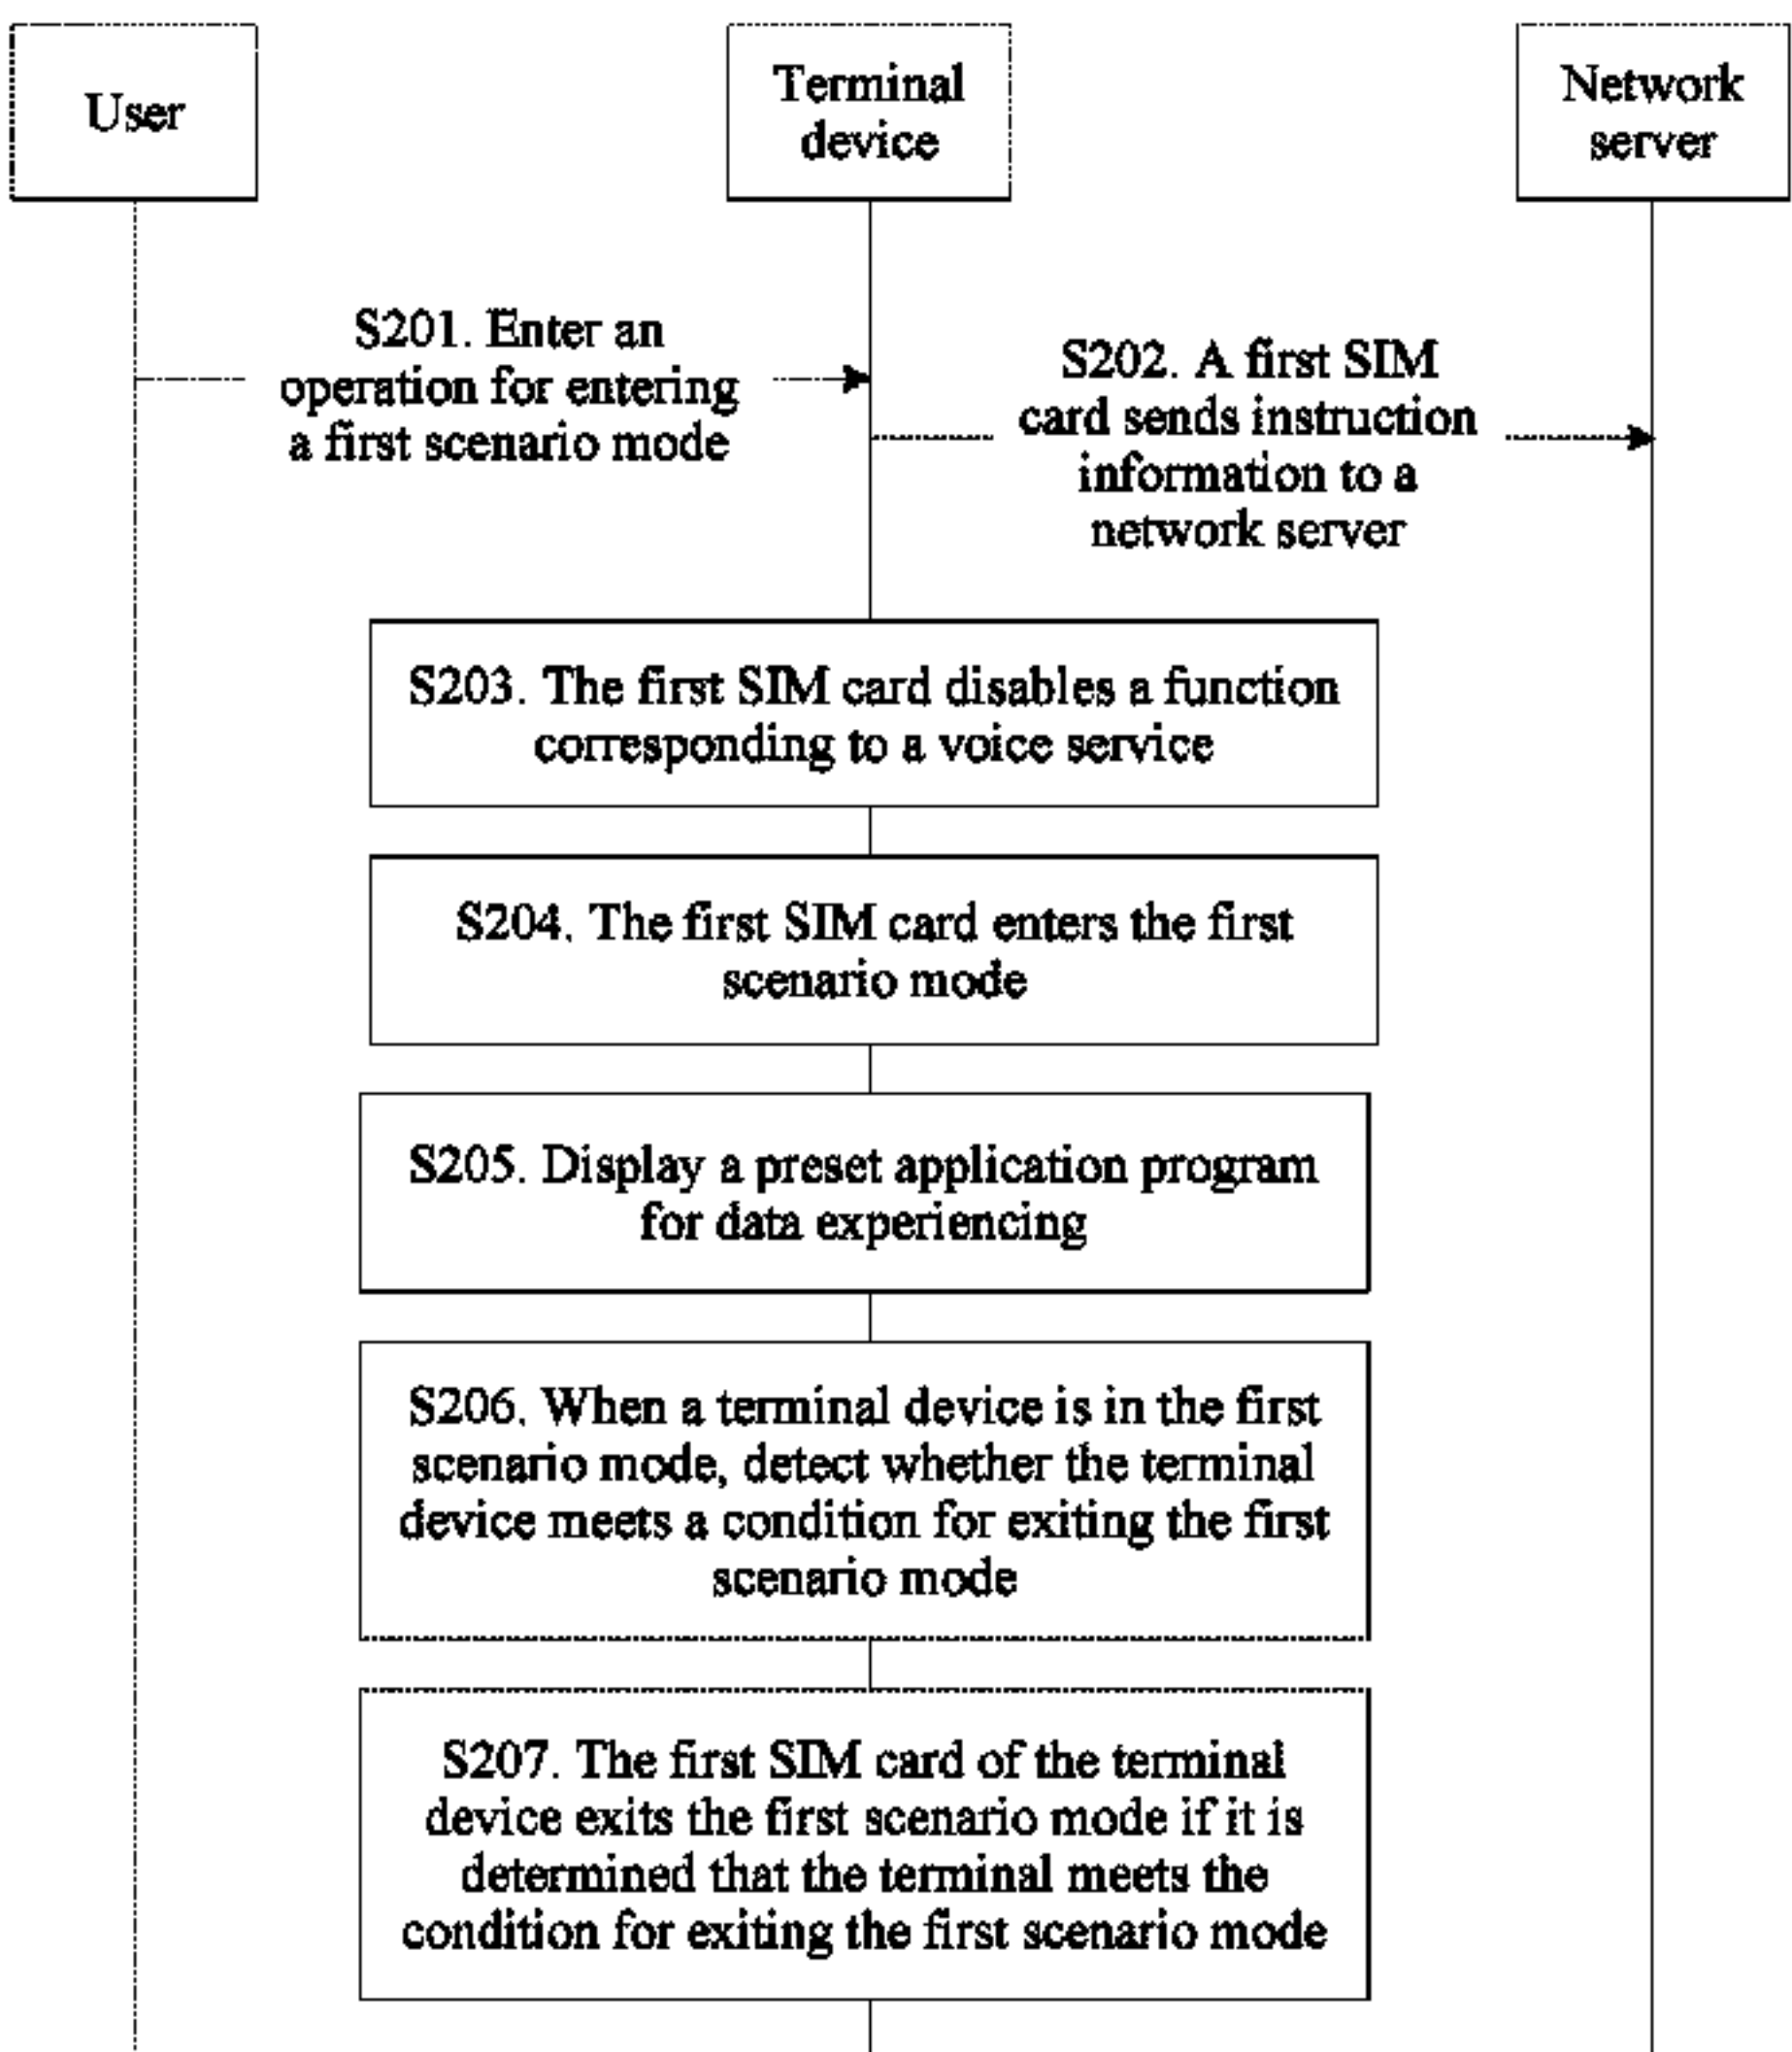 User
Terminal
device
Network
server
S201. Enter an
operation for entering
a first scenario mode
S202. A first SIM
card sends instruction
information to a
network server
S203. The first SIM card disables a function
corresponding to a voice service
S204. The first SIM card enters the first
scenario mode
S205. Display a preset application program
for data experiencing
S206. When a terminal device is in the first
scenario mode, detect whether the terminal
device meets a condition for exiting the first
scenario mode
S207. The first SIM card of the terminal
device exits the first scenario mode if it is
determined that the terminal meets the
condition for exiting the first scenario mode